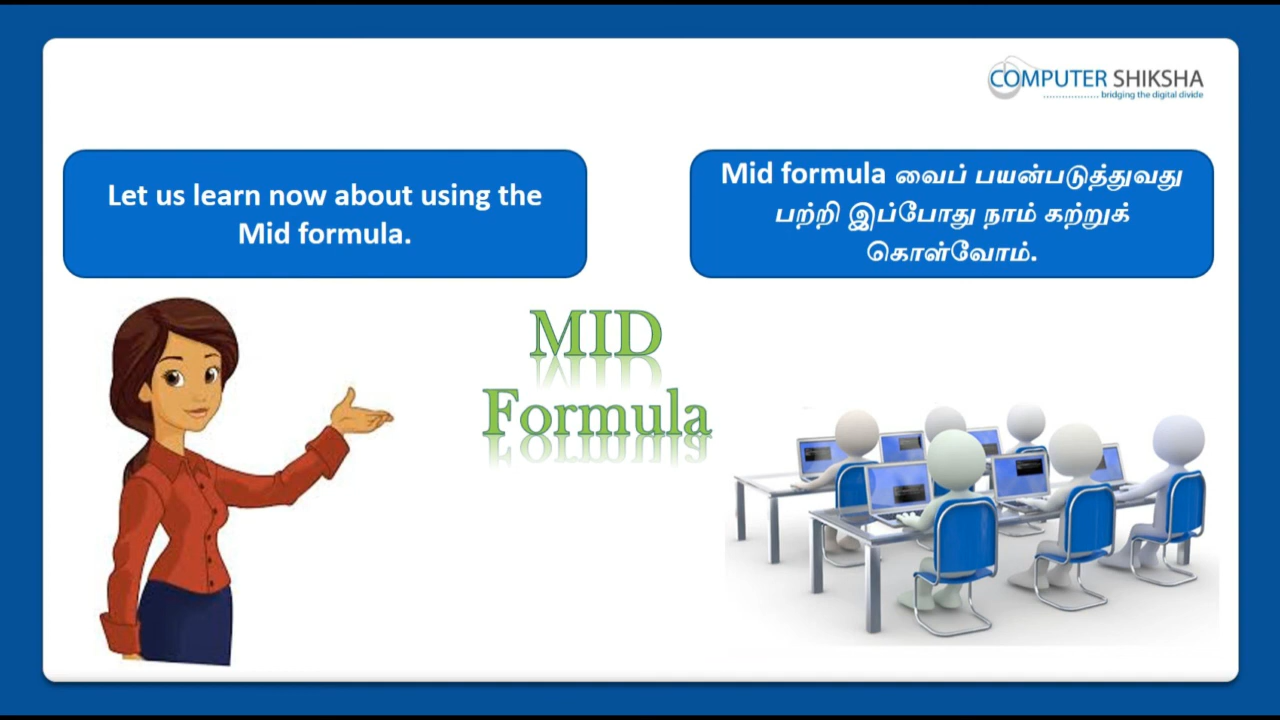 COMPUTER SHIKSHA
bridging the digital divide
Let us learn now about using the
Mid formula.
Mid formula வைப் பயன்படுத்துவது
பற்றி இப்போது நாம் கற்றுக்
கொள்வோம்.
MID
Formula